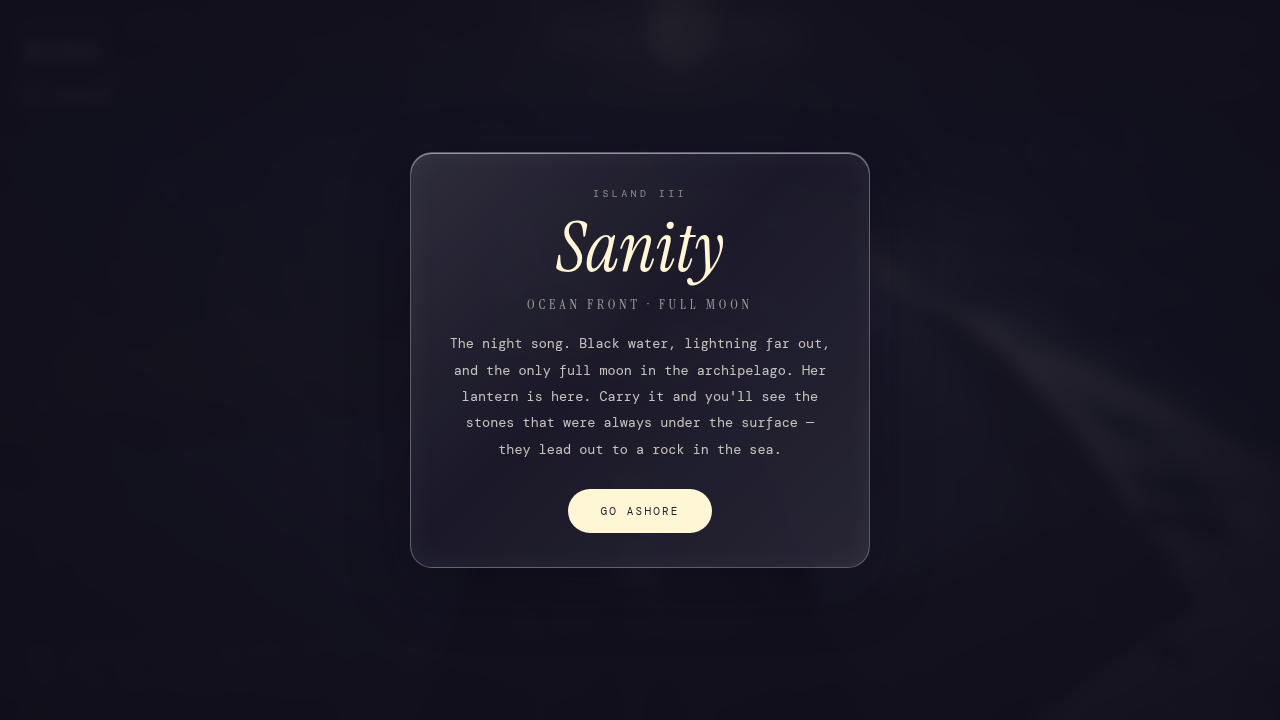 ISLAND III
Sanity
OCEAN FRONT · FULL MOON
The night song. Black water, lightning far out,
and the only full moon in the archipelago. Her
lantern is here. Carry it and you'll see the
stones that were always under the surface —
they lead out to a rock in the sea.
GO ASHORE